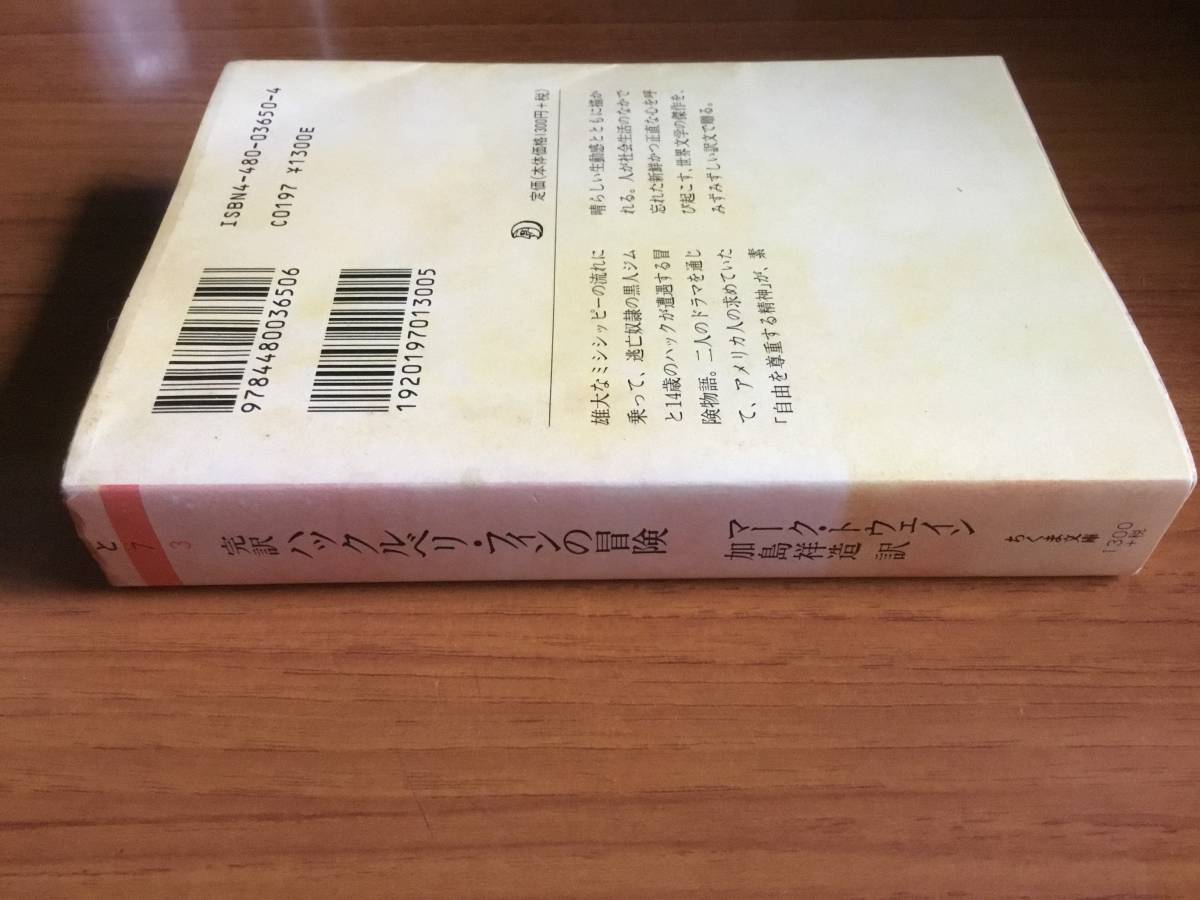 ISBN4-480-03650-4
C0197 ¥1300E
定価(本体価格1300円+税)
9784480036506
1920197013005
雄大なミシシッピーの流れに
乗って、逃亡奴隷の黒人ジム
と14歳のハックが遭遇する冒
険物語。二人のドラマを通じ
て、アメリカ人の求めていた
「自由を尊重する精神」が、素
晴らしい生動感とともに描か
れる。人が社会生活のなかで
忘れた新鮮かつ正直な心を呼
び起こす、世界文学の傑作を、
みずみずしい訳文で贈る。
と
7
3
完訳
ハックルベリ・フィンの冒険
マーク・トウェイン
加島祥造 訳
ちくま文庫
1300
+税